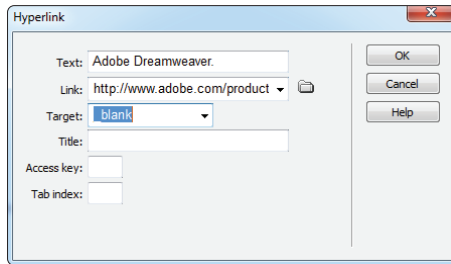 Hyperlink
Text: Adobe Dreamweaver.
OK
Link: http://www.adobe.com/product
Cancel
Target: _blank
Help
Title:
Access key:
Tab index: